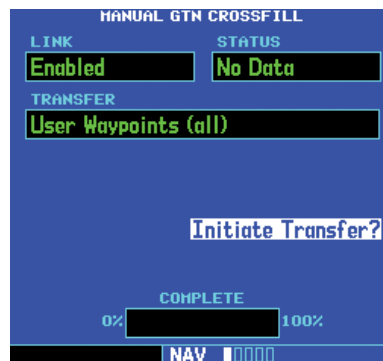 MANUAL GTN CROSSFILL
LINK STATUS
Enabled No Data
TRANSFER
User Waypoints (all)
Initiate Transfer?
COMPLETE
0% 100%
NAV